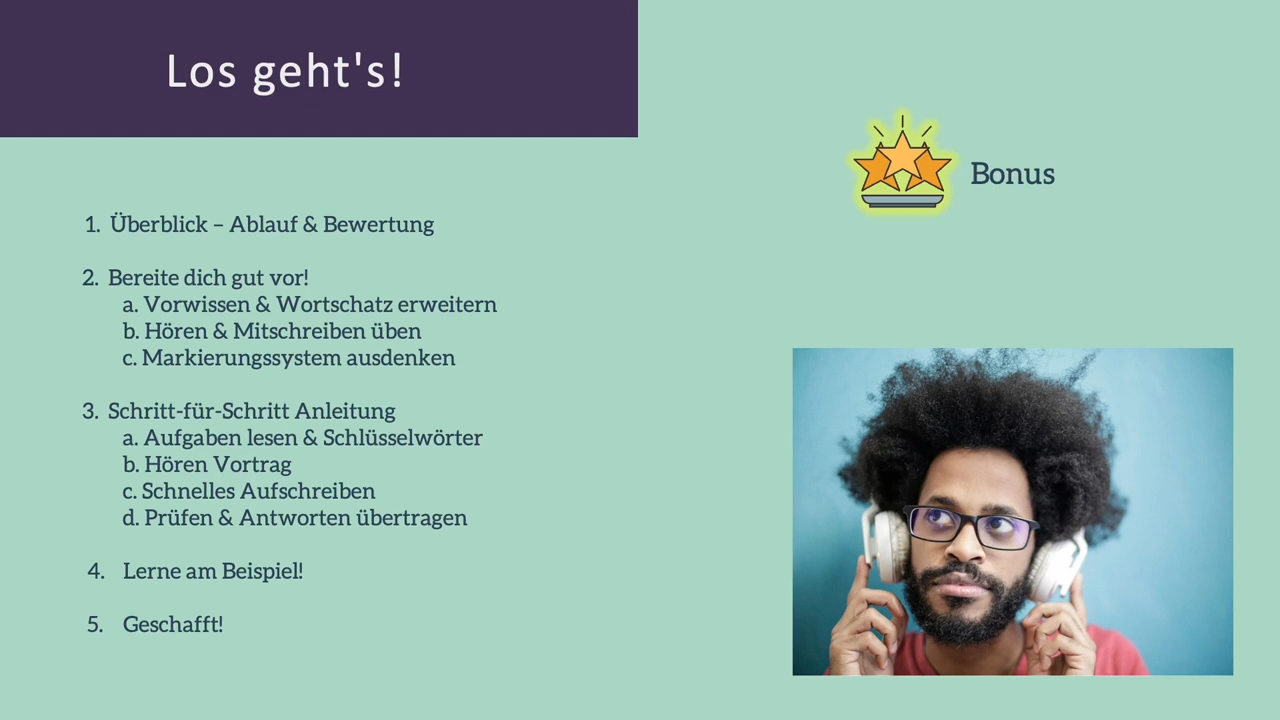 Los geht's!
Bonus
1. Überblick – Ablauf & Bewertung
2. Bereite dich gut vor!
a. Vorwissen & Wortschatz erweitern
b. Hören & Mitschreiben üben
c. Markierungssystem ausdenken
3. Schritt-für-Schritt Anleitung
a. Aufgaben lesen & Schlüsselwörter
b. Hören Vortrag
c. Schnelles Aufschreiben
d. Prüfen & Antworten übertragen
4. Lerne am Beispiel!
5. Geschafft!